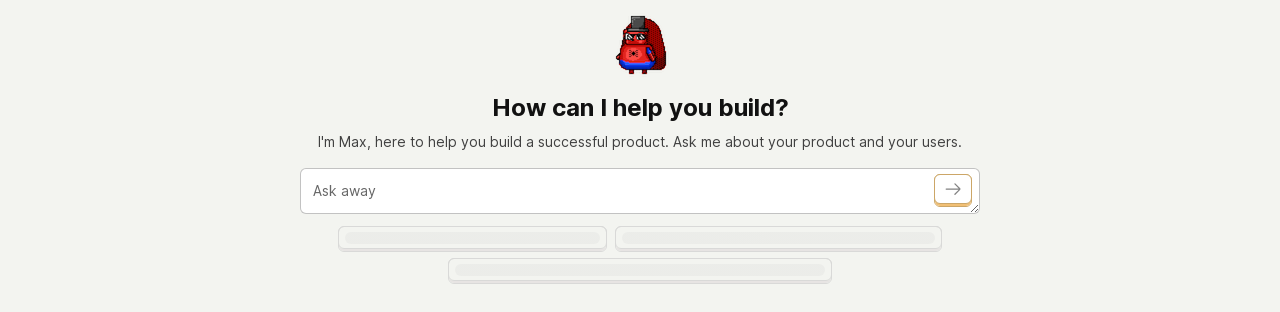 How can I help you build?
I'm Max, here to help you build a successful product. Ask me about your product and your users.
Ask away